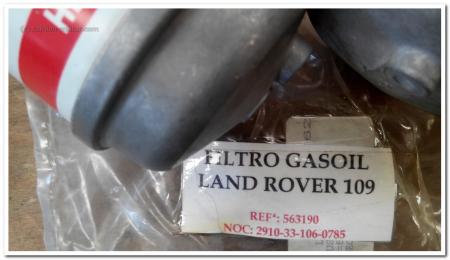 FILTRO GASOIL
LAND ROVER 109
REFª: 563190
NOC: 2910-33-106-0785